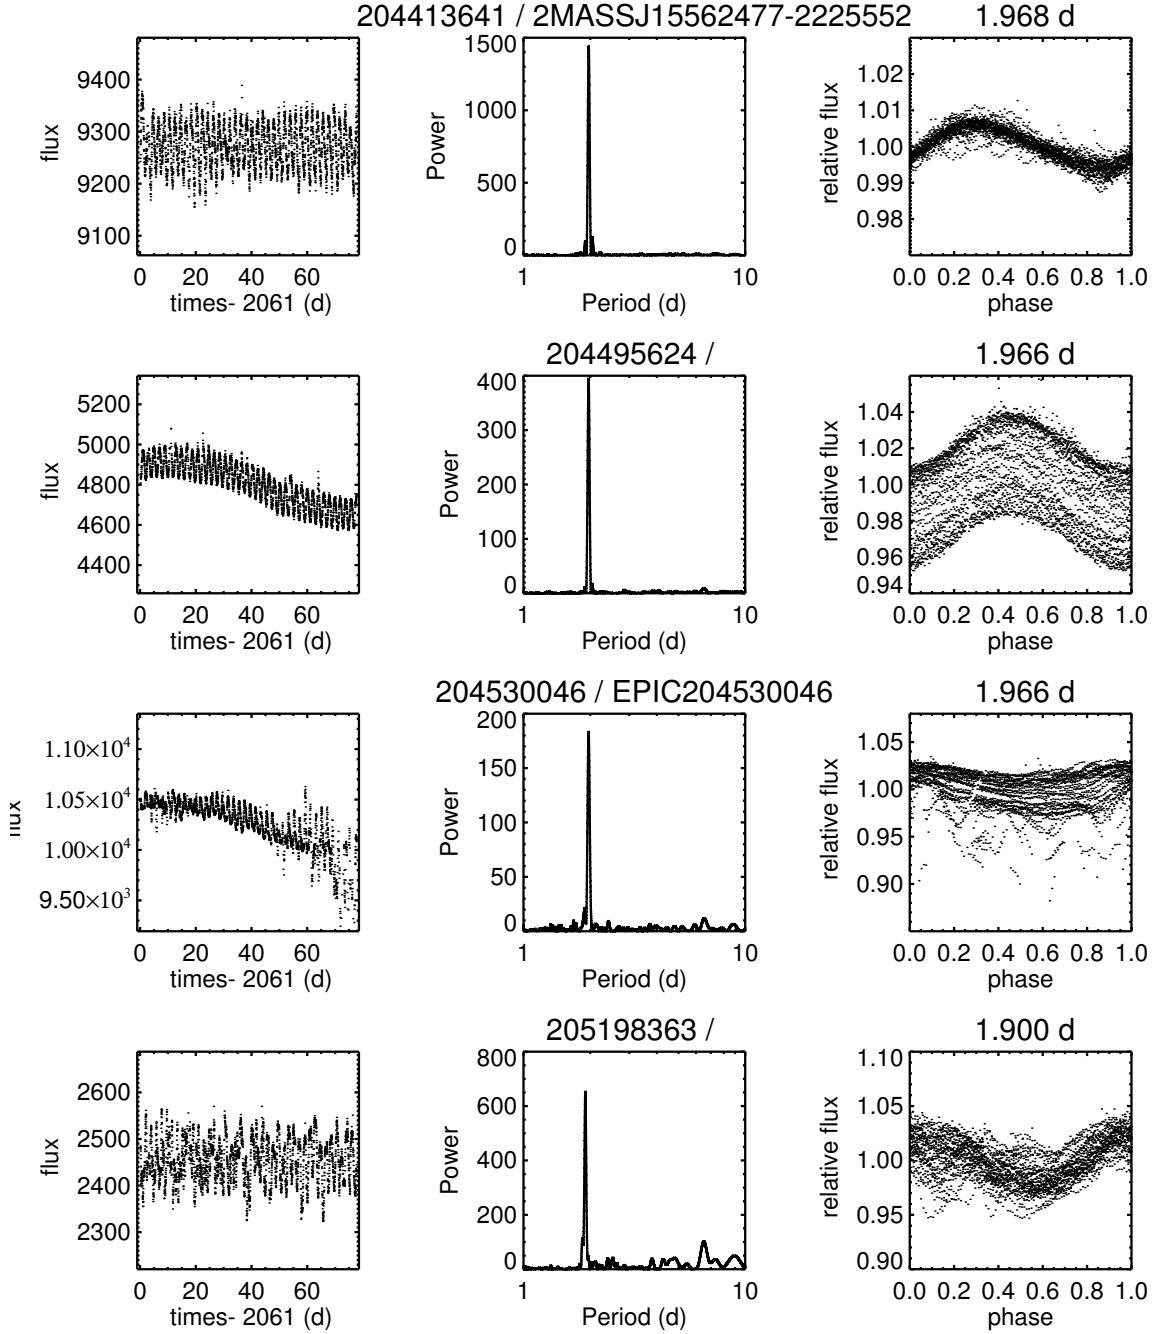 204413641 / 2MASSJ15562477-2225552 1.968 d
9400
9300
9200
9100
flux
0 20 40 60
times- 2061 (d)
1500
1000
500
0
Power
1 10
Period (d)
1.02
1.01
1.00
0.99
0.98
relative flux
0.0 0.2 0.4 0.6 0.8 1.0
phase
204495624 / 1.966 d
5200
5000
4800
4600
4400
flux
0 20 40 60
times- 2061 (d)
400
300
200
100
0
Power
1 10
Period (d)
1.04
1.02
1.00
0.98
0.96
0.94
relative flux
0.0 0.2 0.4 0.6 0.8 1.0
phase
204530046 / EPIC204530046 1.966 d
1.10×10⁴
1.05×10⁴
1.00×10⁴
9.50×10³
flux
0 20 40 60
times- 2061 (d)
200
150
100
50
0
Power
1 10
Period (d)
1.05
1.00
0.95
0.90
relative flux
0.0 0.2 0.4 0.6 0.8 1.0
phase
205198363 / 1.900 d
2600
2500
2400
2300
flux
0 20 40 60
times- 2061 (d)
800
600
400
200
0
Power
1 10
Period (d)
1.10
1.05
1.00
0.95
0.90
relative flux
0.0 0.2 0.4 0.6 0.8 1.0
phase